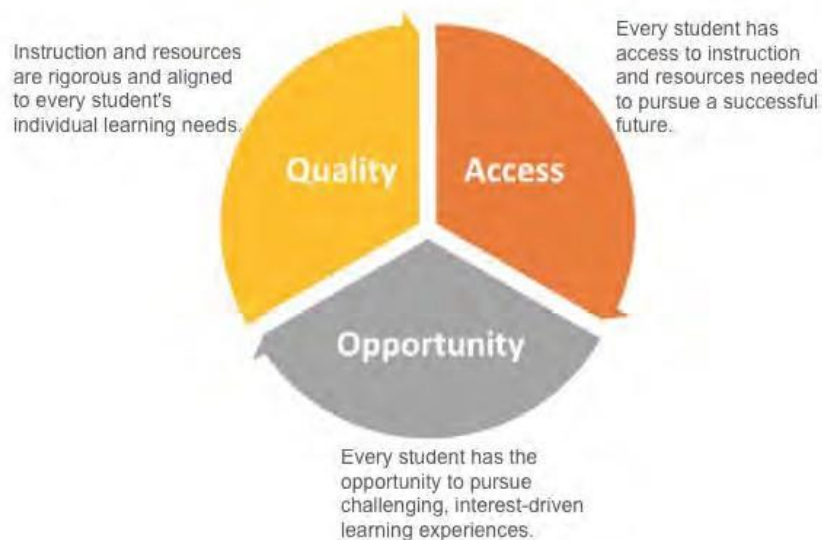 Instruction and resources
are rigorous and aligned
to every student's
individual learning needs.
Every student has
access to instruction
and resources needed
to pursue a successful
future.
Quality
Access
Opportunity
Every student has the
opportunity to pursue
challenging, interest-driven
learning experiences.